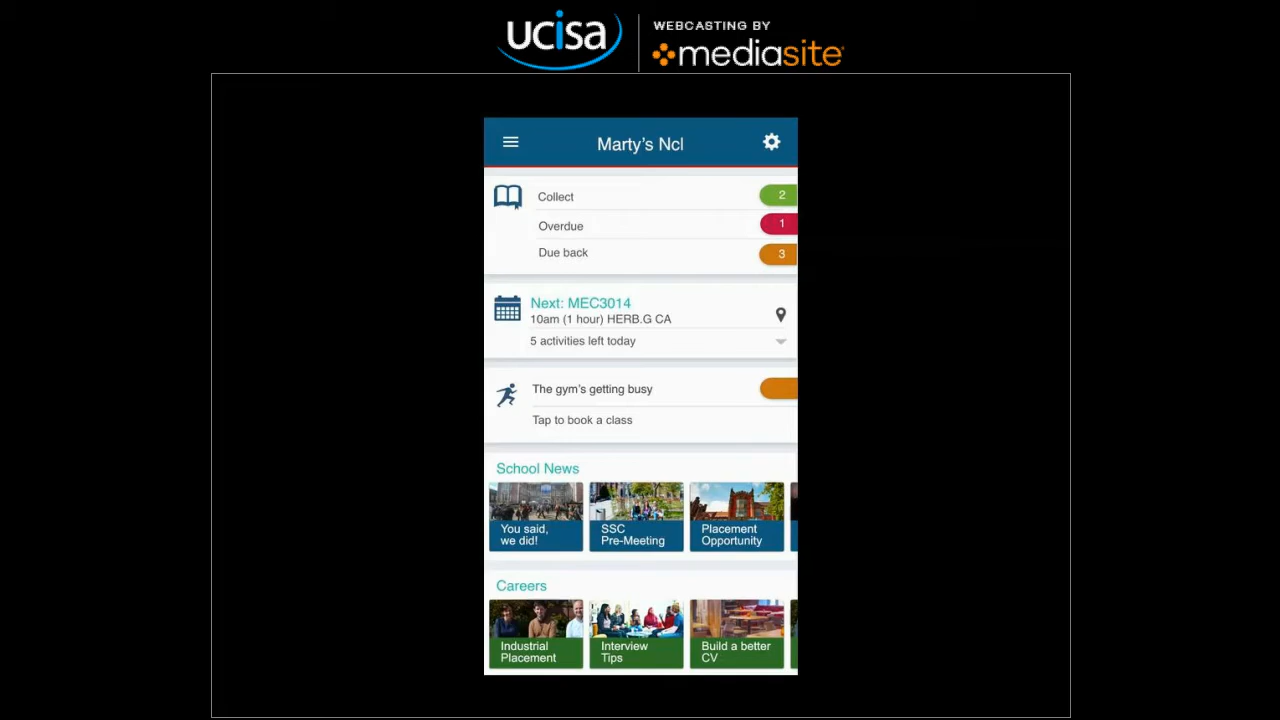 ucisa
WEBCASTING BY
mediasite
Marty's Ncl
Collect
2
Overdue
1
Due back
3
Next: MEC3014
10am (1 hour) HERB.G CA
5 activities left today
The gym's getting busy
Tap to book a class
School News
You said,
we did!
SSC
Pre-Meeting
Placement
Opportunity
Careers
Industrial
Placement
Interview
Tips
Build a better
CV